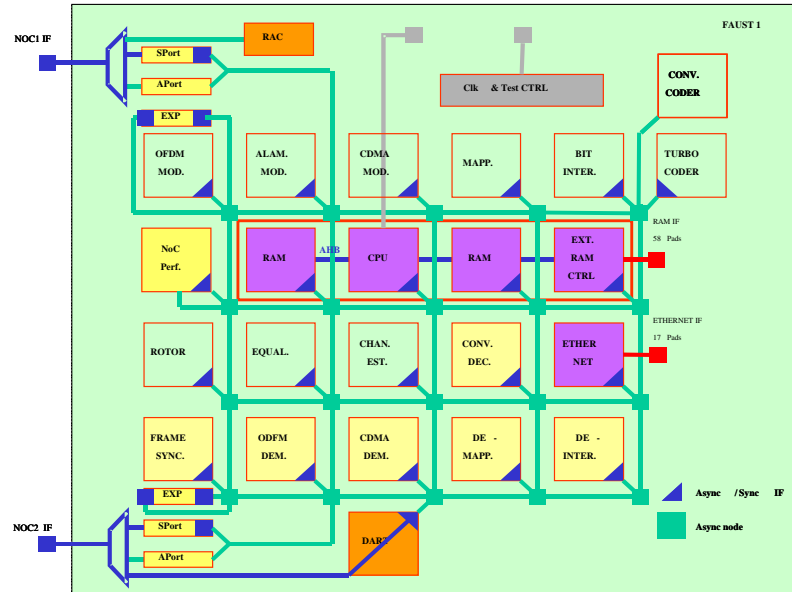 FAUST 1
NOC1 IF
RAC
SPort
APort
Clk & Test CTRL
CONV.
CODER
EXP
OFDM
MOD.
ALAM.
MOD.
CDMA
MOD.
MAPP.
BIT
INTER.
TURBO
CODER
RAM IF
58 Pads
NoC
Perf.
RAM
AHB
CPU
RAM
EXT.
RAM
CTRL
ETHERNET IF
17 Pads
ROTOR
EQUAL.
CHAN.
EST.
CONV.
DEC.
ETHER
NET
FRAME
SYNC.
ODFM
DEM.
CDMA
DEM.
DE -
MAPP.
DE -
INTER.
EXP
NOC2 IF
SPort
APort
DART
Async /Sync IF
Async node